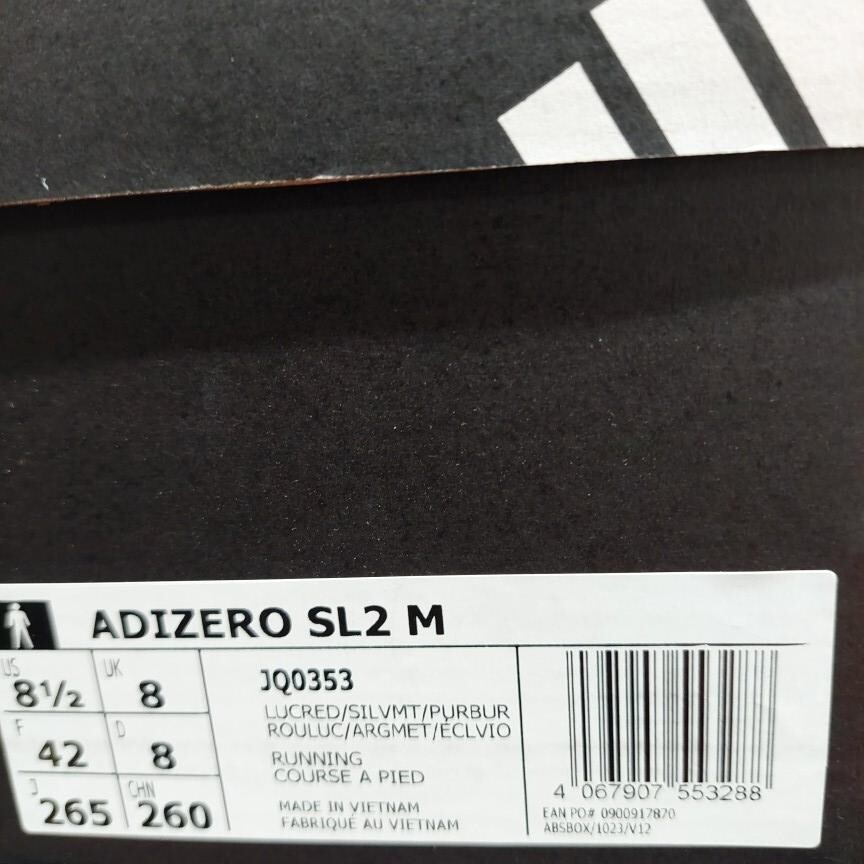 ADIZERO SL2 M
US 8½ UK 8
F 42 D 8
J 265 CHN 260
JQ0353
LUCRED/SILVMT/PURBUR
ROULUC/ARGMET/ÉCLVIO
RUNNING
COURSE A PIED
MADE IN VIETNAM
FABRIQUÉ AU VIETNAM
4 067907 553288
EAN PO# 0900917870
ABSBOX/1023/V12